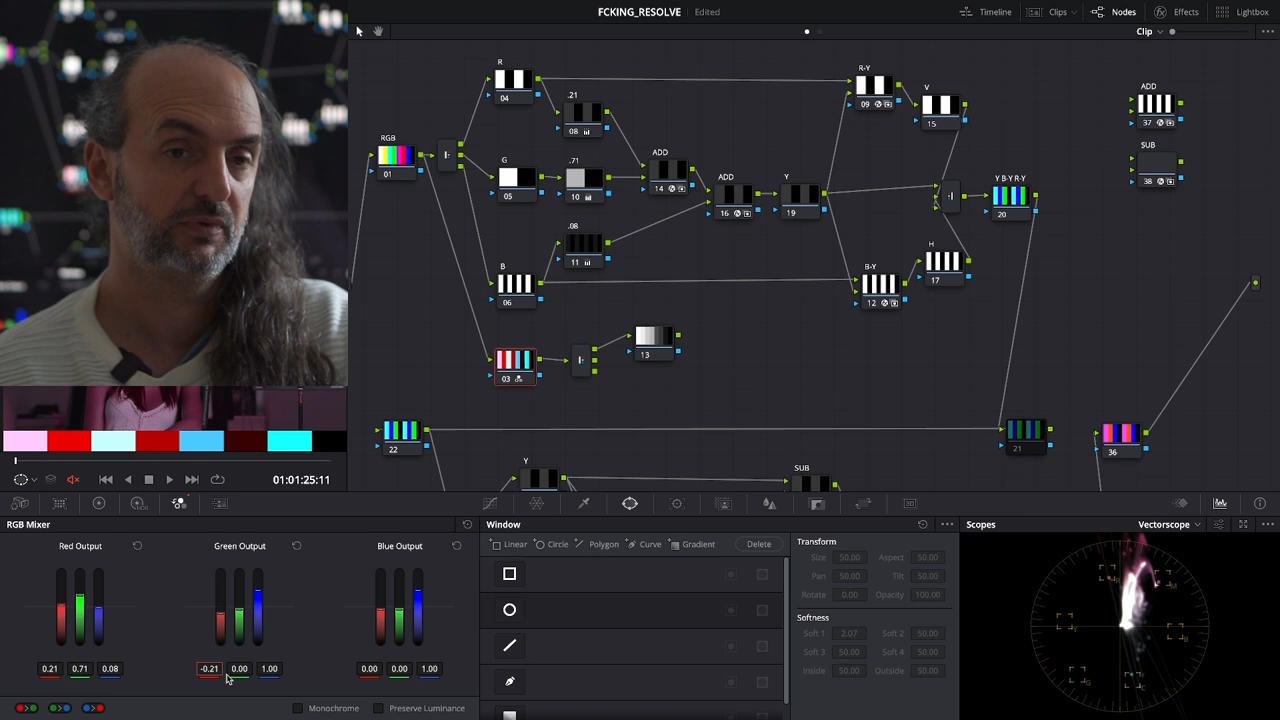 FCKING_RESOLVE Edited
Timeline Clips Nodes Effects Lightbox
Clip
R
04
.21
08
RGB
01
G
05
.71
10
ADD
14
ADD
16
Y
19
.08
11
B
06
R-Y
09
V
15
Y B-Y R-Y
20
H
17
B-Y
12
ADD
37
SUB
38
03
13
22
21
36
Y
SUB
01:01:25:11
RGB Mixer
Red Output Green Output Blue Output
0.21 0.71 0.08 -0.21 0.00 1.00 0.00 0.00 1.00
Monochrome Preserve Luminance
Window
Linear Circle Polygon Curve Gradient Delete
Transform
Size 50.00 Aspect 50.00
Pan 50.00 Tilt 50.00
Rotate 0.00 Opacity 100.00
Softness
Soft 1 2.07 Soft 2 50.00
Soft 3 50.00 Soft 4 50.00
Inside 50.00 Outside 50.00
Scopes Vectorscope